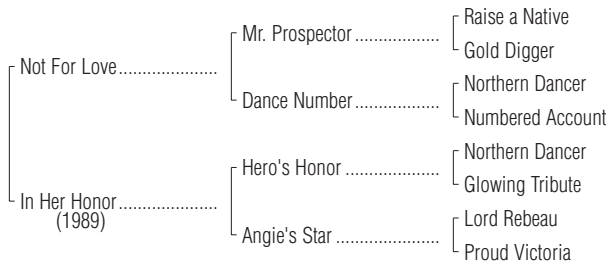 Raise a Native
Mr. Prospector ..................
Gold Digger
Not For Love.....................
Northern Dancer
Dance Number ..................
Numbered Account
Northern Dancer
Hero's Honor ....................
Glowing Tribute
In Her Honor .....................
(1989)
Lord Rebeau
Angie's Star ......................
Proud Victoria